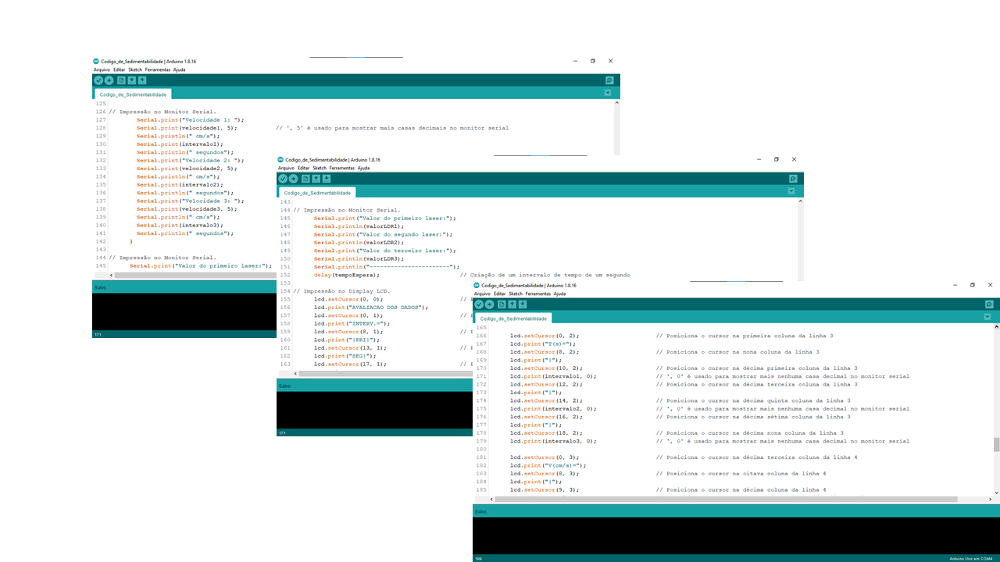 Codigo_de_Sedimentabilidade | Arduino 1.8.16
Arquivo Editar Sketch Ferramentas Ajuda
Codigo_de_Sedimentabilidade
125
126 // Impressão no Monitor Serial.
127 Serial.print("Velocidade 1: ");
128 Serial.print(velocidade1, 5); // ', 5' é usado para mostrar mais casas decimais no monitor serial
129 Serial.println(" cm/s");
130 Serial.print(intervalo1);
131 Serial.println(" segundos");
132 Serial.print("Velocidade 2: ");
133 Serial.print(velocidade2, 5);
134 Serial.println(" cm/s");
135 Serial.print(intervalo2);
136 Serial.println(" segundos");
137 Serial.print("Velocidade 3: ");
138 Serial.print(velocidade3, 5);
139 Serial.println(" cm/s");
140 Serial.print(intervalo3);
141 Serial.println(" segundos");
142 }
143
144 // Impressão no Monitor Serial.
145 Serial.print("Valor do primeiro laser:");
Salvo.
171
Codigo_de_Sedimentabilidade | Arduino 1.8.16
Arquivo Editar Sketch Ferramentas Ajuda
Codigo_de_Sedimentabilidade
143
144 // Impressão no Monitor Serial.
145 Serial.print("Valor do primeiro laser:");
146 Serial.println(valorLDR1);
147 Serial.print("Valor do segundo laser:");
148 Serial.println(valorLDR2);
149 Serial.print("Valor do terceiro laser:");
150 Serial.println(valorLDR3);
151 Serial.println("-----------------------");
152 delay(tempoEspera); // Criação de um intervalo de tempo de um segundo
153
154 // Impressão no Display LCD.
155 lcd.setCursor(0, 0); //
156 lcd.print("AVALIACAO DOS DADOS");
157 lcd.setCursor(0, 1); //
158 lcd.print("INTERV.=");
159 lcd.setCursor(8, 1); //
160 lcd.print("|PRI|");
161 lcd.setCursor(13, 1); //
162 lcd.print("SEG|");
163 lcd.setCursor(17, 1); //
Salvo.
171
Codigo_de_Sedimentabilidade | Arduino 1.8.16
Arquivo Editar Sketch Ferramentas Ajuda
Codigo_de_Sedimentabilidade
165
166 lcd.setCursor(0, 2); // Posiciona o cursor na primeira coluna da linha 3
167 lcd.print("T(s)=");
168 lcd.setCursor(8, 2); // Posiciona o cursor na nona coluna da linha 3
169 lcd.print("|");
170 lcd.setCursor(10, 2); // Posiciona o cursor na décima primeira coluna da linha 3
171 lcd.print(intervalo1, 0); // ', 0' é usado para mostrar mais nenhuma casa decimal no monitor serial
172 lcd.setCursor(12, 2); // Posiciona o cursor na décima terceira coluna da linha 3
173 lcd.print("|");
174 lcd.setCursor(14, 2); // Posiciona o cursor na décima quinta coluna da linha 3
175 lcd.print(intervalo2, 0); // ', 0' é usado para mostrar mais nenhuma casa decimal no monitor serial
176 lcd.setCursor(16, 2); // Posiciona o cursor na décima sétima coluna da linha 3
177 lcd.print("|");
178 lcd.setCursor(18, 2); // Posiciona o cursor na décima nona coluna da linha 3
179 lcd.print(intervalo3, 0); // ', 0' é usado para mostrar mais nenhuma casa decimal no monitor serial
180
181 lcd.setCursor(0, 3); // Posiciona o cursor na décima terceira coluna da linha 4
182 lcd.print("V(cm/s)=");
183 lcd.setCursor(8, 3); // Posiciona o cursor na oitava coluna da linha 4
184 lcd.print("|");
185 lcd.setCursor(9, 3); // Posiciona o cursor na décima coluna da linha 4
Salvo.
199 Arduino Uno em COM4